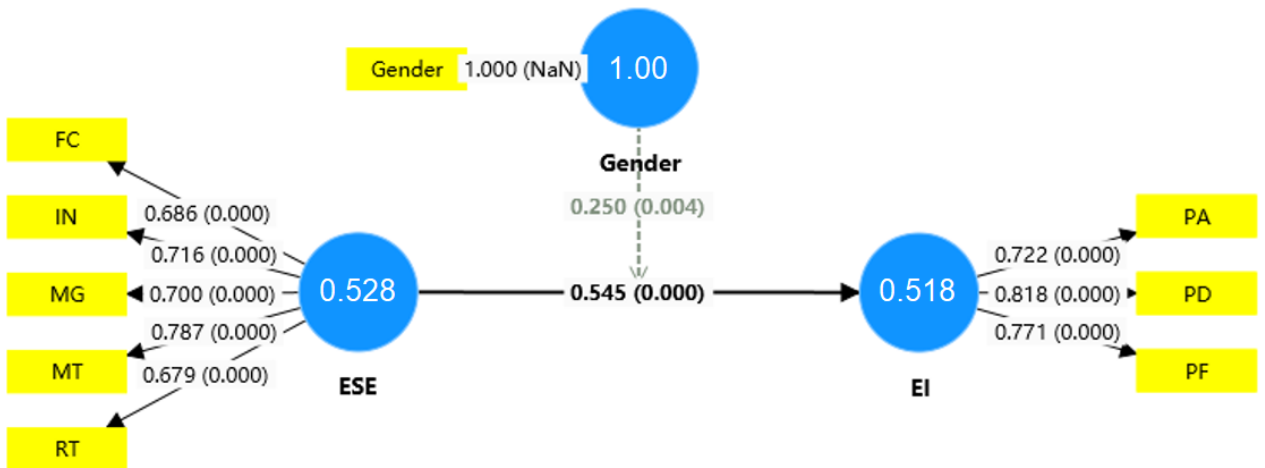 Gender
1.000 (NaN)
1.00
Gender
0.250 (0.004)
FC
IN
MG
MT
RT
0.686 (0.000)
0.716 (0.000)
0.700 (0.000)
0.787 (0.000)
0.679 (0.000)
0.528
ESE
0.545 (0.000)
0.518
EI
0.722 (0.000)
0.818 (0.000)
0.771 (0.000)
PA
PD
PF